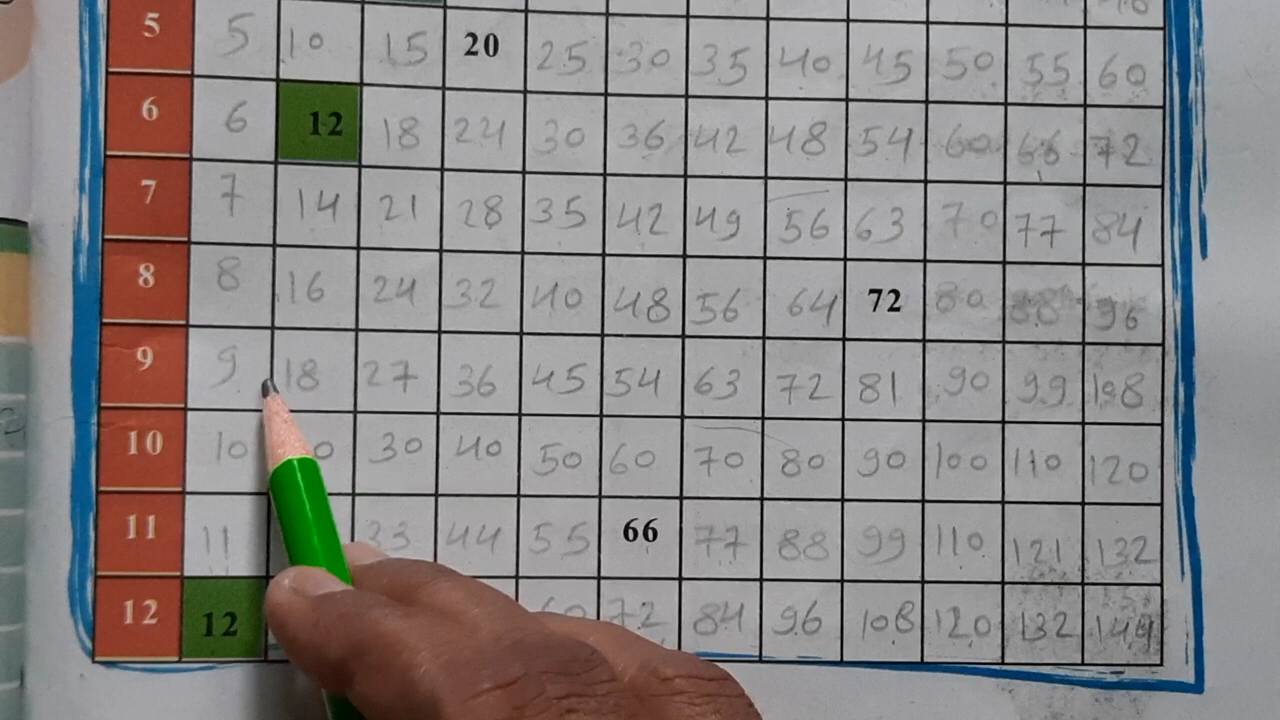 5 5 10 15 20 25 30 35 40 45 50 55 60
6 6 12 18 24 30 36 42 48 54 60 66 72
7 7 14 21 28 35 42 49 56 63 70 77 84
8 8 16 24 32 40 48 56 64 72 80 88 96
9 9 18 27 36 45 54 63 72 81 90 99 108
10 10 0 30 40 50 60 70 80 90 100 110 120
11 11 33 44 55 66 77 88 99 110 121 132
12 12 60 72 84 96 108 120 132 144